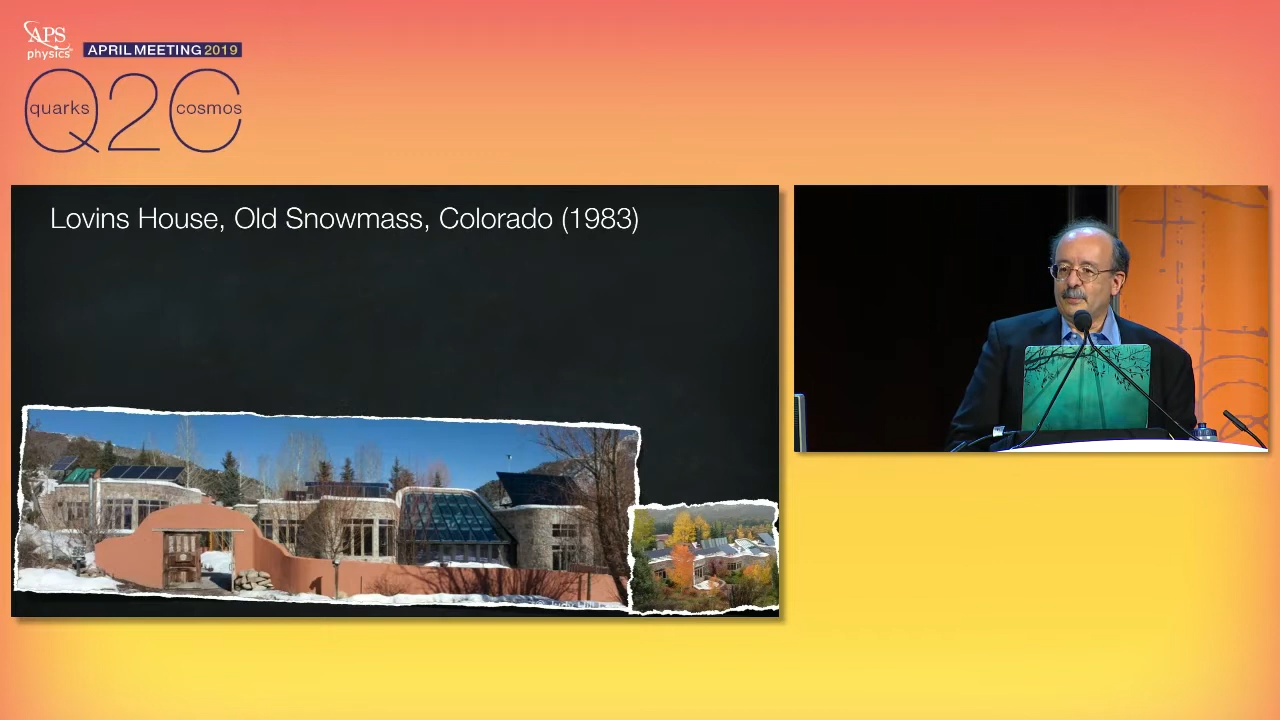 APS
physics
APRIL MEETING 2019
Q2C
quarks
cosmos
Lovins House, Old Snowmass, Colorado (1983)